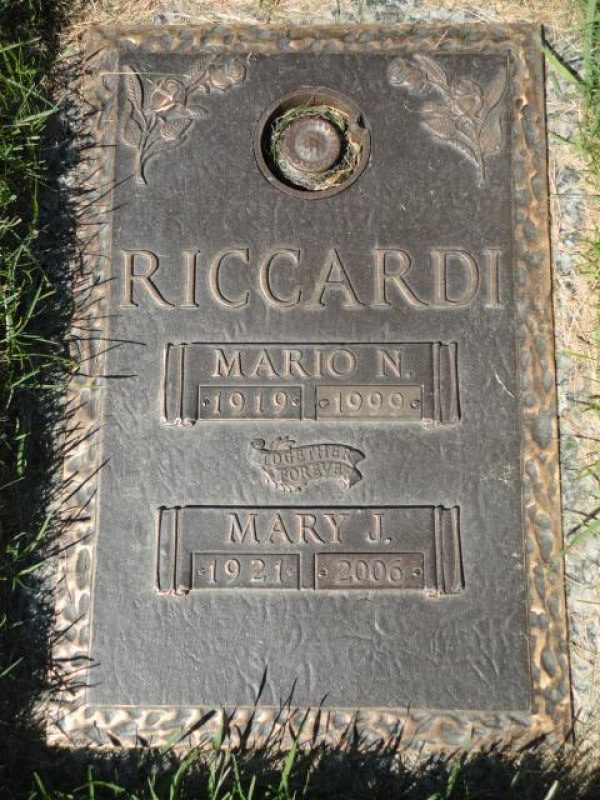 RICCARDI
MARIO N.
·1919· ·1999·
TOGETHER
FOREVER
MARY J.
·1921· ·2006·